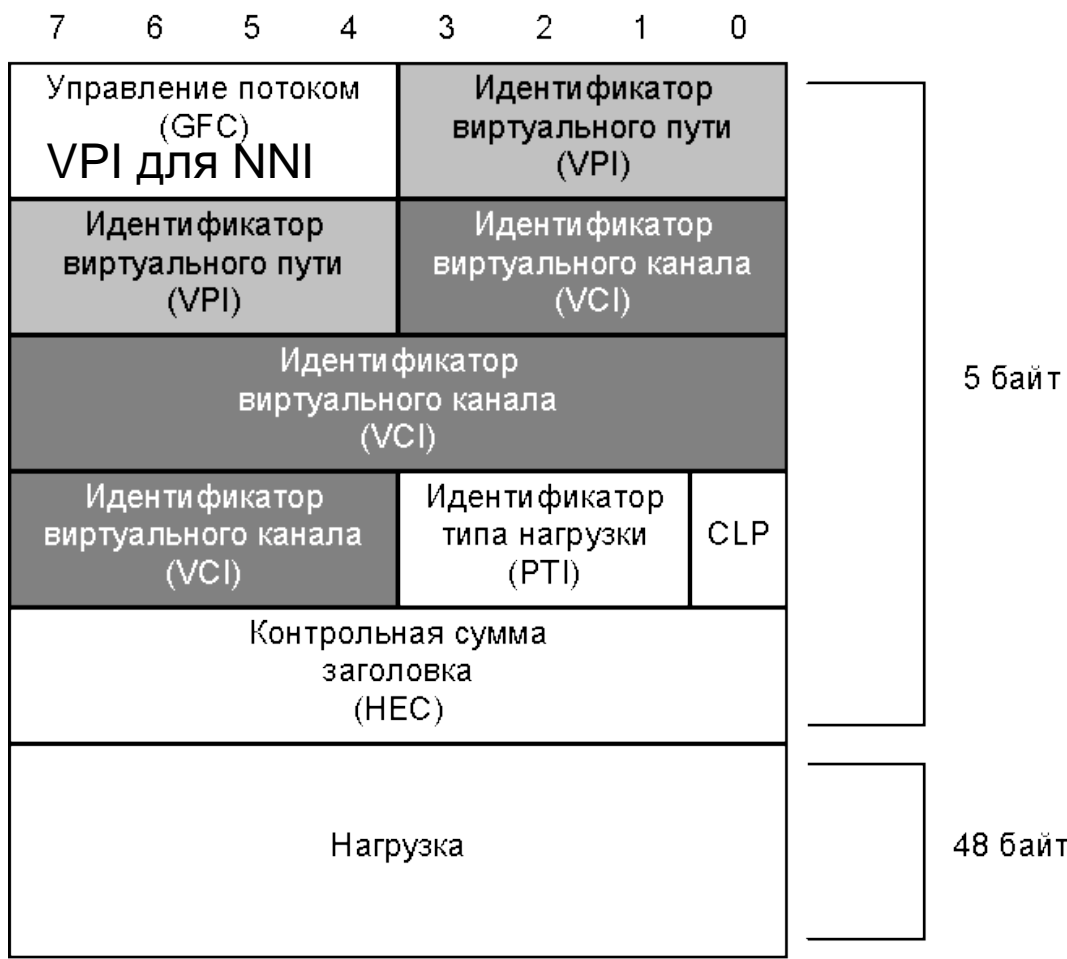 7 6 5 4 3 2 1 0
Управление потоком
(GFC)
VPI для NNI
Идентификатор
виртуального пути
(VPI)
Идентификатор
виртуального пути
(VPI)
Идентификатор
виртуального канала
(VCI)
Идентификатор
виртуального канала
(VCI)
5 байт
Идентификатор
виртуального канала
(VCI)
Идентификатор
типа нагрузки
(PTI)
CLP
Контрольная сумма
заголовка
(HEC)
Нагрузка
48 байт